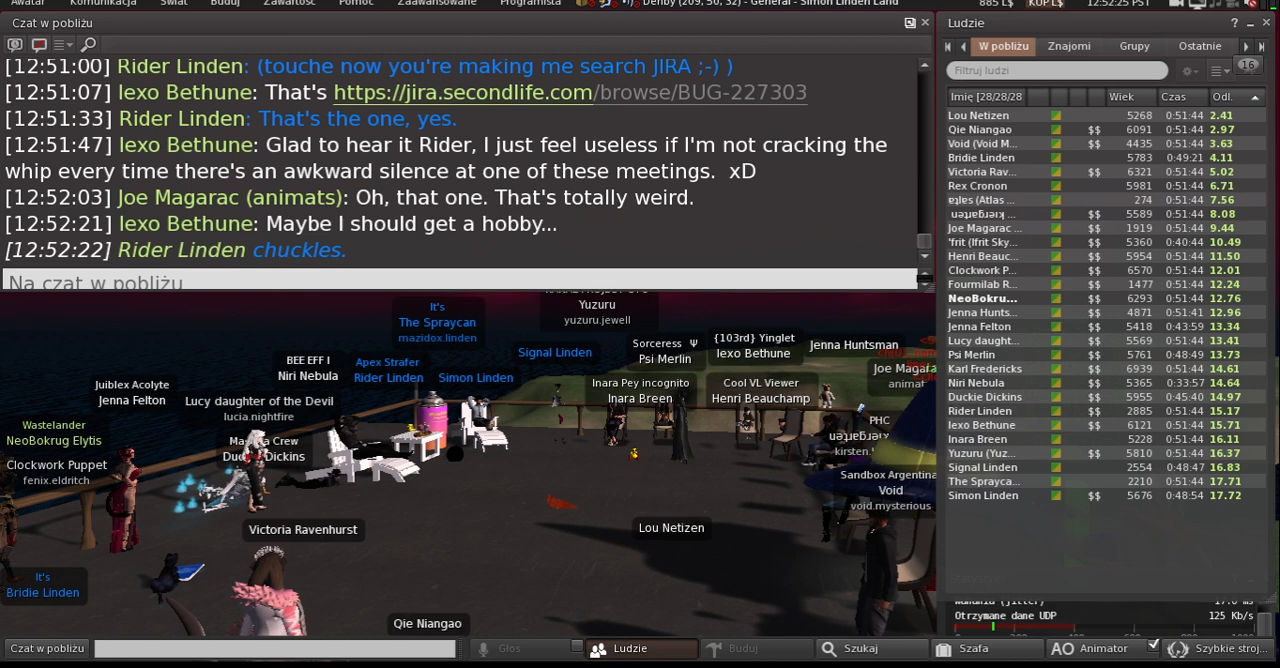 Awatar Komunikacja Świat Buduj Zawartość Pomoc Zaawansowane Programista Denby (209, 50, 32) - General - Simon Linden Land 885 L$ KUP L$ 12:52:25 PST
Czat w pobliżu
[12:51:00] Rider Linden: (touche now you're making me search JIRA ;-) )
[12:51:07] Iexo Bethune: That's https://jira.secondlife.com/browse/BUG-227303
[12:51:33] Rider Linden: That's the one, yes.
[12:51:47] Iexo Bethune: Glad to hear it Rider, I just feel useless if I'm not cracking the
whip every time there's an awkward silence at one of these meetings.  xD
[12:52:03] Joe Magarac (animats): Oh, that one. That's totally weird.
[12:52:21] Iexo Bethune: Maybe I should get a hobby...
[12:52:22] Rider Linden chuckles.
Na czat w pobliżu
Yuzuru
yuzuru.jewell
It's
The Spraycan
mazidox.linden
Signal Linden
Sorceress Ψ
Psi Merlin
{103rd} Yinglet
Iexo Bethune
Jenna Huntsman
BEE EFF I
Niri Nebula
Apex Strafer
Rider Linden
Simon Linden
Joe Maga
animat
Inara Pey incognito
Inara Breen
Cool VL Viewer
Henri Beauchamp
Juiblex Acolyte
Jenna Felton
Lucy daughter of the Devil
lucia.nightfire
Wastelander
NeoBokrug Elytis
Crew
Dickins
PHC
kirsten.
Clockwork Puppet
fenix.eldritch
Sandbox Argentina
Void
void.mysterious
Victoria Ravenhurst
Lou Netizen
It's
Bridie Linden
Qie Niangao
Czat w pobliżu Głos Ludzie Buduj Szukaj Szafa AO Animator Szybkie stroj...
Ludzie
W pobliżu Znajomi Grupy Ostatnie
Filtruj ludzi 16
Imię [28/28/28 Wiek Czas Odl.
Lou Netizen 5268 0:51:44 2.41
Qie Niangao $$ 6091 0:51:44 2.97
Void (Void M... $$ 4435 0:51:44 3.63
Bridie Linden 5783 0:49:21 4.11
Victoria Rav... $$ 6321 0:51:44 5.02
Rex Cronon 5981 0:51:44 6.71
(Atlas ... 274 0:51:44 7.56
$$ 5589 0:51:44 8.08
Joe Magarac ... $$ 1919 0:51:44 9.44
'frit (Ifrit Sky... $$ 5360 0:40:44 10.49
Henri Beauc... $$ 5954 0:51:44 11.50
Clockwork P... $$ 6570 0:51:44 12.01
Fourmilab R... $$ 1477 0:51:44 12.24
NeoBokru... $$ 6293 0:51:44 12.76
Jenna Hunts... $$ 4871 0:51:41 12.96
Jenna Felton $$ 5418 0:43:59 13.34
Lucy daught... $$ 5569 0:51:44 13.41
Psi Merlin $$ 5761 0:48:49 13.73
Karl Fredericks $$ 6939 0:51:44 14.61
Niri Nebula $$ 5365 0:33:57 14.64
Duckie Dickins $$ 5955 0:45:40 14.97
Rider Linden $$ 2885 0:51:44 15.17
Iexo Bethune $$ 6121 0:51:44 15.71
Inara Breen 5228 0:51:44 16.11
Yuzuru (Yuz... $$ 5810 0:51:44 16.37
Signal Linden 2554 0:48:47 16.83
The Sprayca... 2210 0:51:44 17.71
Simon Linden $$ 5676 0:48:54 17.72
Otrzymane dane UDP 125 Kb/s